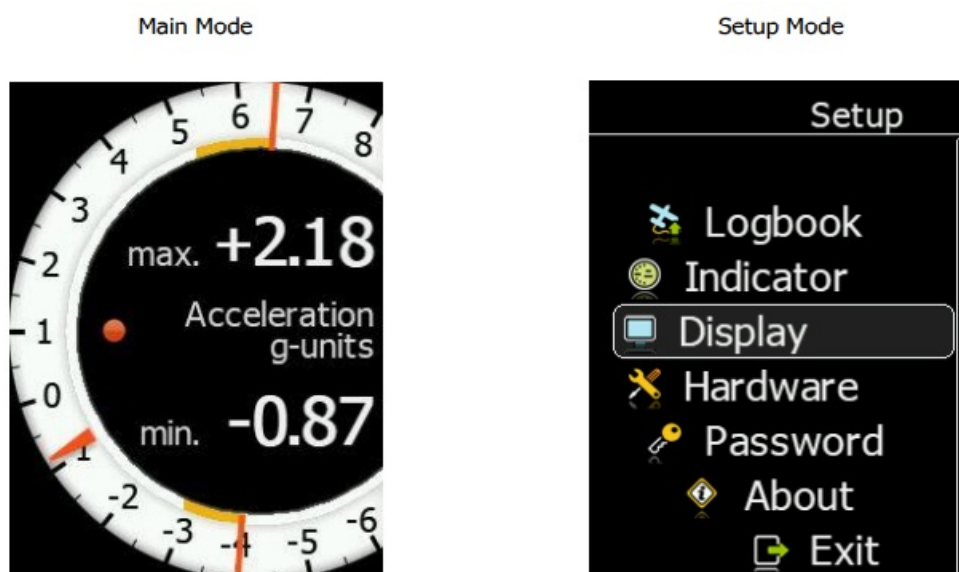 Main Mode
6 7
5 8
4
3
max. +2.18
2
Acceleration
1
g-units
0
min. -0.87
1
-2
-3 -4 -5 -6
Setup Mode
Setup
Logbook
Indicator
Display
Hardware
Password
About
Exit